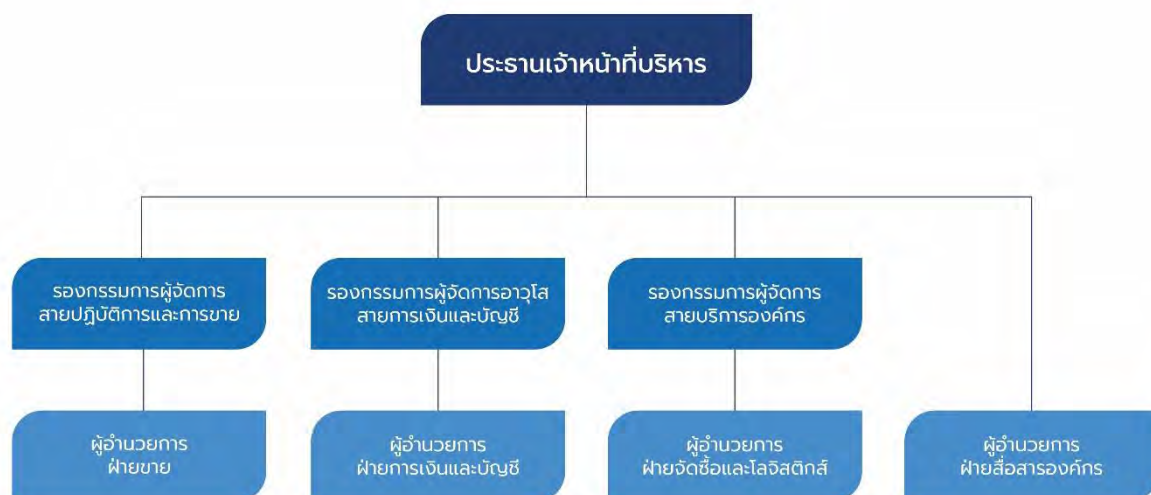 ประธานเจ้าหน้าที่บริหาร
รองกรรมการผู้จัดการ
สายปฏิบัติการและการขาย
รองกรรมการผู้จัดการอาวุโส
สายการเงินและบัญชี
รองกรรมการผู้จัดการ
สายบริการองค์กร
ผู้อำนวยการ
ฝ่ายขาย
ผู้อำนวยการ
ฝ่ายการเงินและบัญชี
ผู้อำนวยการ
ฝ่ายจัดซื้อและโลจิสติกส์
ผู้อำนวยการ
ฝ่ายสื่อสารองค์กร